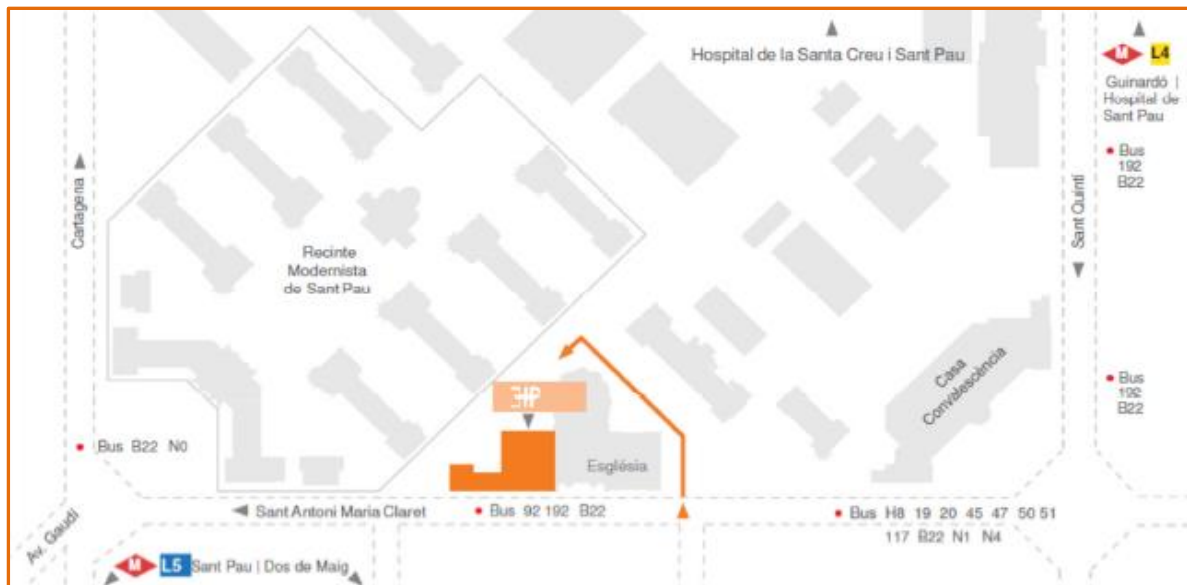 Hospital de la Santa Creu i Sant Pau
M L4
Guinardó |
Hospital de
Sant Pau
Bus
192
B22
Cartagena
Sant Quintí
Recinte
Modernista
de Sant Pau
Bus
192
B22
Casa
Convalescència
Església
Bus B22 N0
Sant Antoni Maria Claret
Bus 92 192 B22
Bus H8 19 20 45 47 50 51
117 B22 N1 N4
Av. Gaudí
M L5 Sant Pau | Dos de Maig